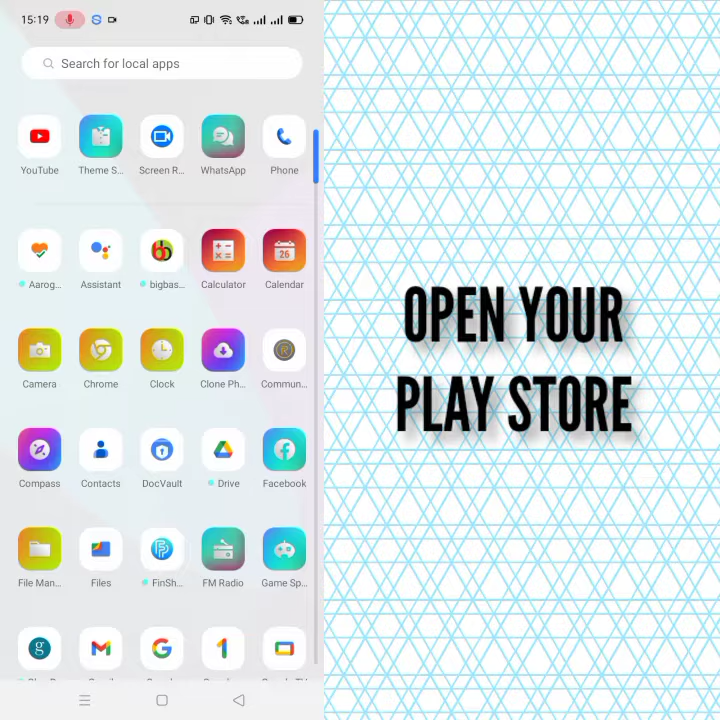 15:19
Search for local apps
YouTube
Theme S...
Screen R...
WhatsApp
Phone
Aarog...
Assistant
bigbas...
Calculator
26
Calendar
Camera
Chrome
Clock
Clone Ph...
Commun...
Compass
Contacts
DocVault
Drive
Facebook
File Man...
Files
FinSh...
FM Radio
Game Sp...
OPEN YOUR
PLAY STORE